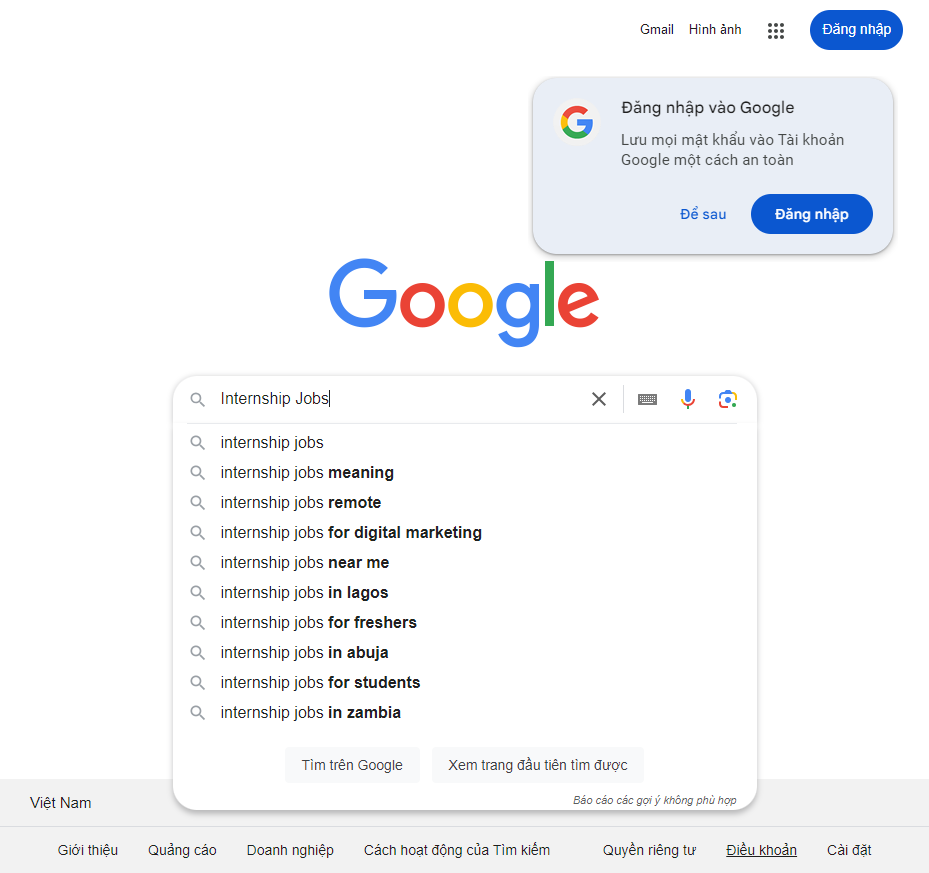 Gmail Hình ảnh Đăng nhập
Đăng nhập vào Google
Lưu mọi mật khẩu vào Tài khoản
Google một cách an toàn
Để sau Đăng nhập
Google
Internship Jobs
internship jobs
internship jobs meaning
internship jobs remote
internship jobs for digital marketing
internship jobs near me
internship jobs in lagos
internship jobs for freshers
internship jobs in abuja
internship jobs for students
internship jobs in zambia
Tìm trên Google Xem trang đầu tiên tìm được
Báo cáo các gợi ý không phù hợp
Việt Nam
Giới thiệu Quảng cáo Doanh nghiệp Cách hoạt động của Tìm kiếm Quyền riêng tư Điều khoản Cài đặt